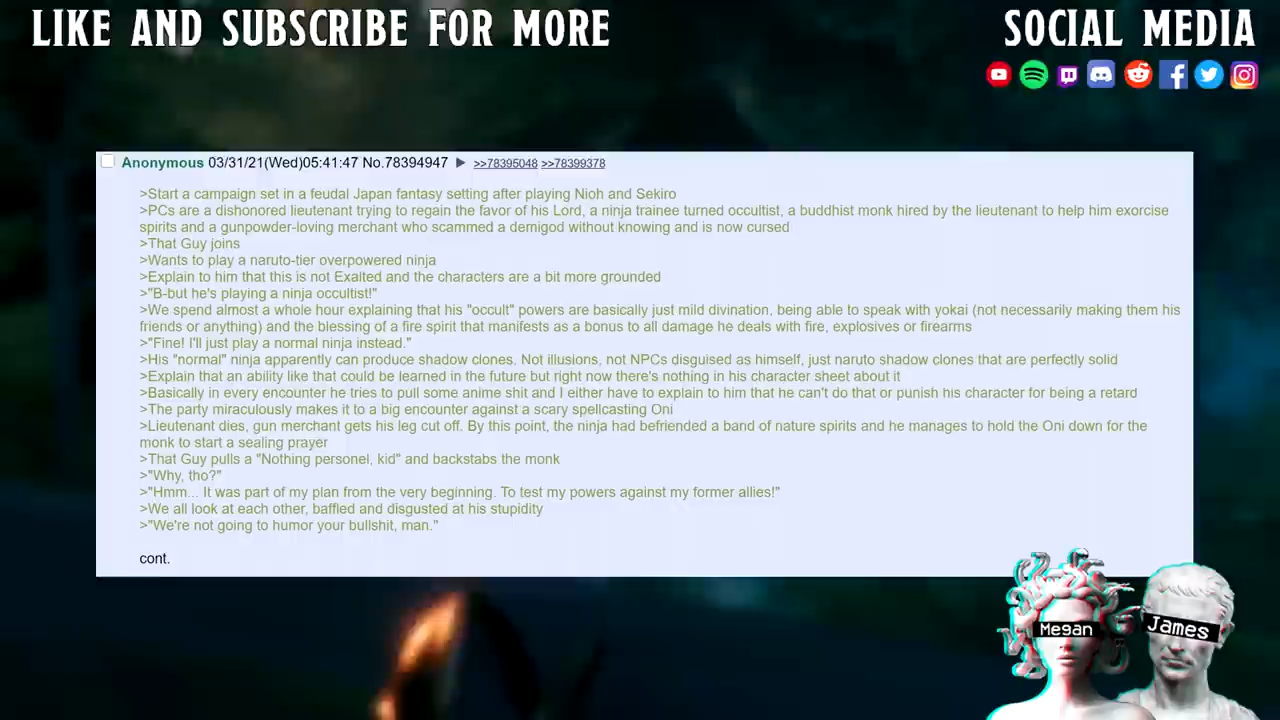 LIKE AND SUBSCRIBE FOR MORE
SOCIAL MEDIA
Anonymous 03/31/21(Wed)05:41:47 No.78394947 ▶ >>78395048 >>78399378
>Start a campaign set in a feudal Japan fantasy setting after playing Nioh and Sekiro
>PCs are a dishonored lieutenant trying to regain the favor of his Lord, a ninja trainee turned occultist, a buddhist monk hired by the lieutenant to help him exorcise
spirits and a gunpowder-loving merchant who scammed a demigod without knowing and is now cursed
>That Guy joins
>Wants to play a naruto-tier overpowered ninja
>Explain to him that this is not Exalted and the characters are a bit more grounded
>"B-but he's playing a ninja occultist!"
>We spend almost a whole hour explaining that his "occult" powers are basically just mild divination, being able to speak with yokai (not necessarily making them his
friends or anything) and the blessing of a fire spirit that manifests as a bonus to all damage he deals with fire, explosives or firearms
>"Fine! I'll just play a normal ninja instead."
>His "normal" ninja apparently can produce shadow clones. Not illusions, not NPCs disguised as himself, just naruto shadow clones that are perfectly solid
>Explain that an ability like that could be learned in the future but right now there's nothing in his character sheet about it
>Basically in every encounter he tries to pull some anime shit and I either have to explain to him that he can't do that or punish his character for being a retard
>The party miraculously makes it to a big encounter against a scary spellcasting Oni
>Lieutenant dies, gun merchant gets his leg cut off. By this point, the ninja had befriended a band of nature spirits and he manages to hold the Oni down for the
monk to start a sealing prayer
>That Guy pulls a "Nothing personel, kid" and backstabs the monk
>"Why, tho?"
>"Hmm... It was part of my plan from the very beginning. To test my powers against my former allies!"
>We all look at each other, baffled and disgusted at his stupidity
>"We're not going to humor your bullshit, man."
cont.
Megan
James